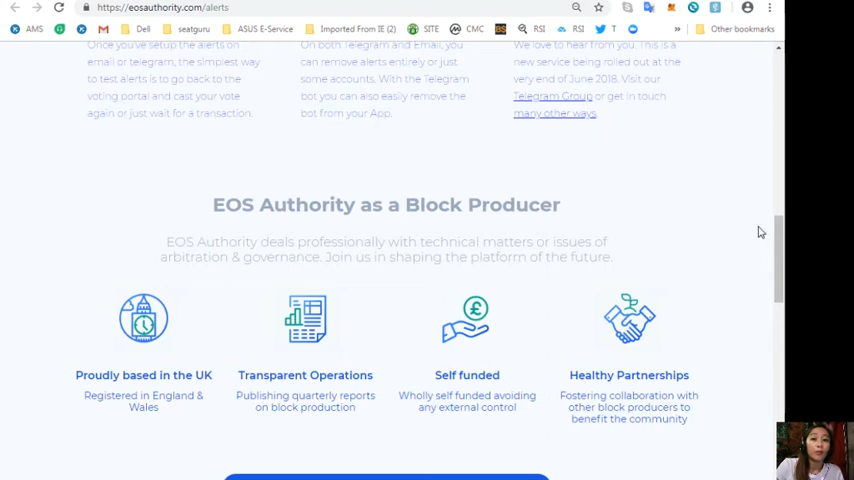 https://eosauthority.com/alerts
AMS
Dell
seatguru
ASUS E-Service
Imported From IE (2)
SITE
CMC
RSI
RSI
T
»
Other bookmarks
Once you've setup the alerts on
email or telegram, the simplest way
to test alerts is to go back to the
voting portal and cast your vote
again or just wait for a transaction.
On both Telegram and Email, you
can remove alerts entirely or just
some accounts. With the Telegram
bot you can also easily remove the
bot from your App.
We love to hear from you. This is a
new service being rolled out at the
very end of June 2018. Visit our
Telegram Group or get in touch
many other ways.
EOS Authority as a Block Producer
EOS Authority deals professionally with technical matters or issues of
arbitration & governance. Join us in shaping the platform of the future.
Proudly based in the UK
Registered in England &
Wales
Transparent Operations
Publishing quarterly reports
on block production
Self funded
Wholly self funded avoiding
any external control
Healthy Partnerships
Fostering collaboration with
other block producers to
benefit the community